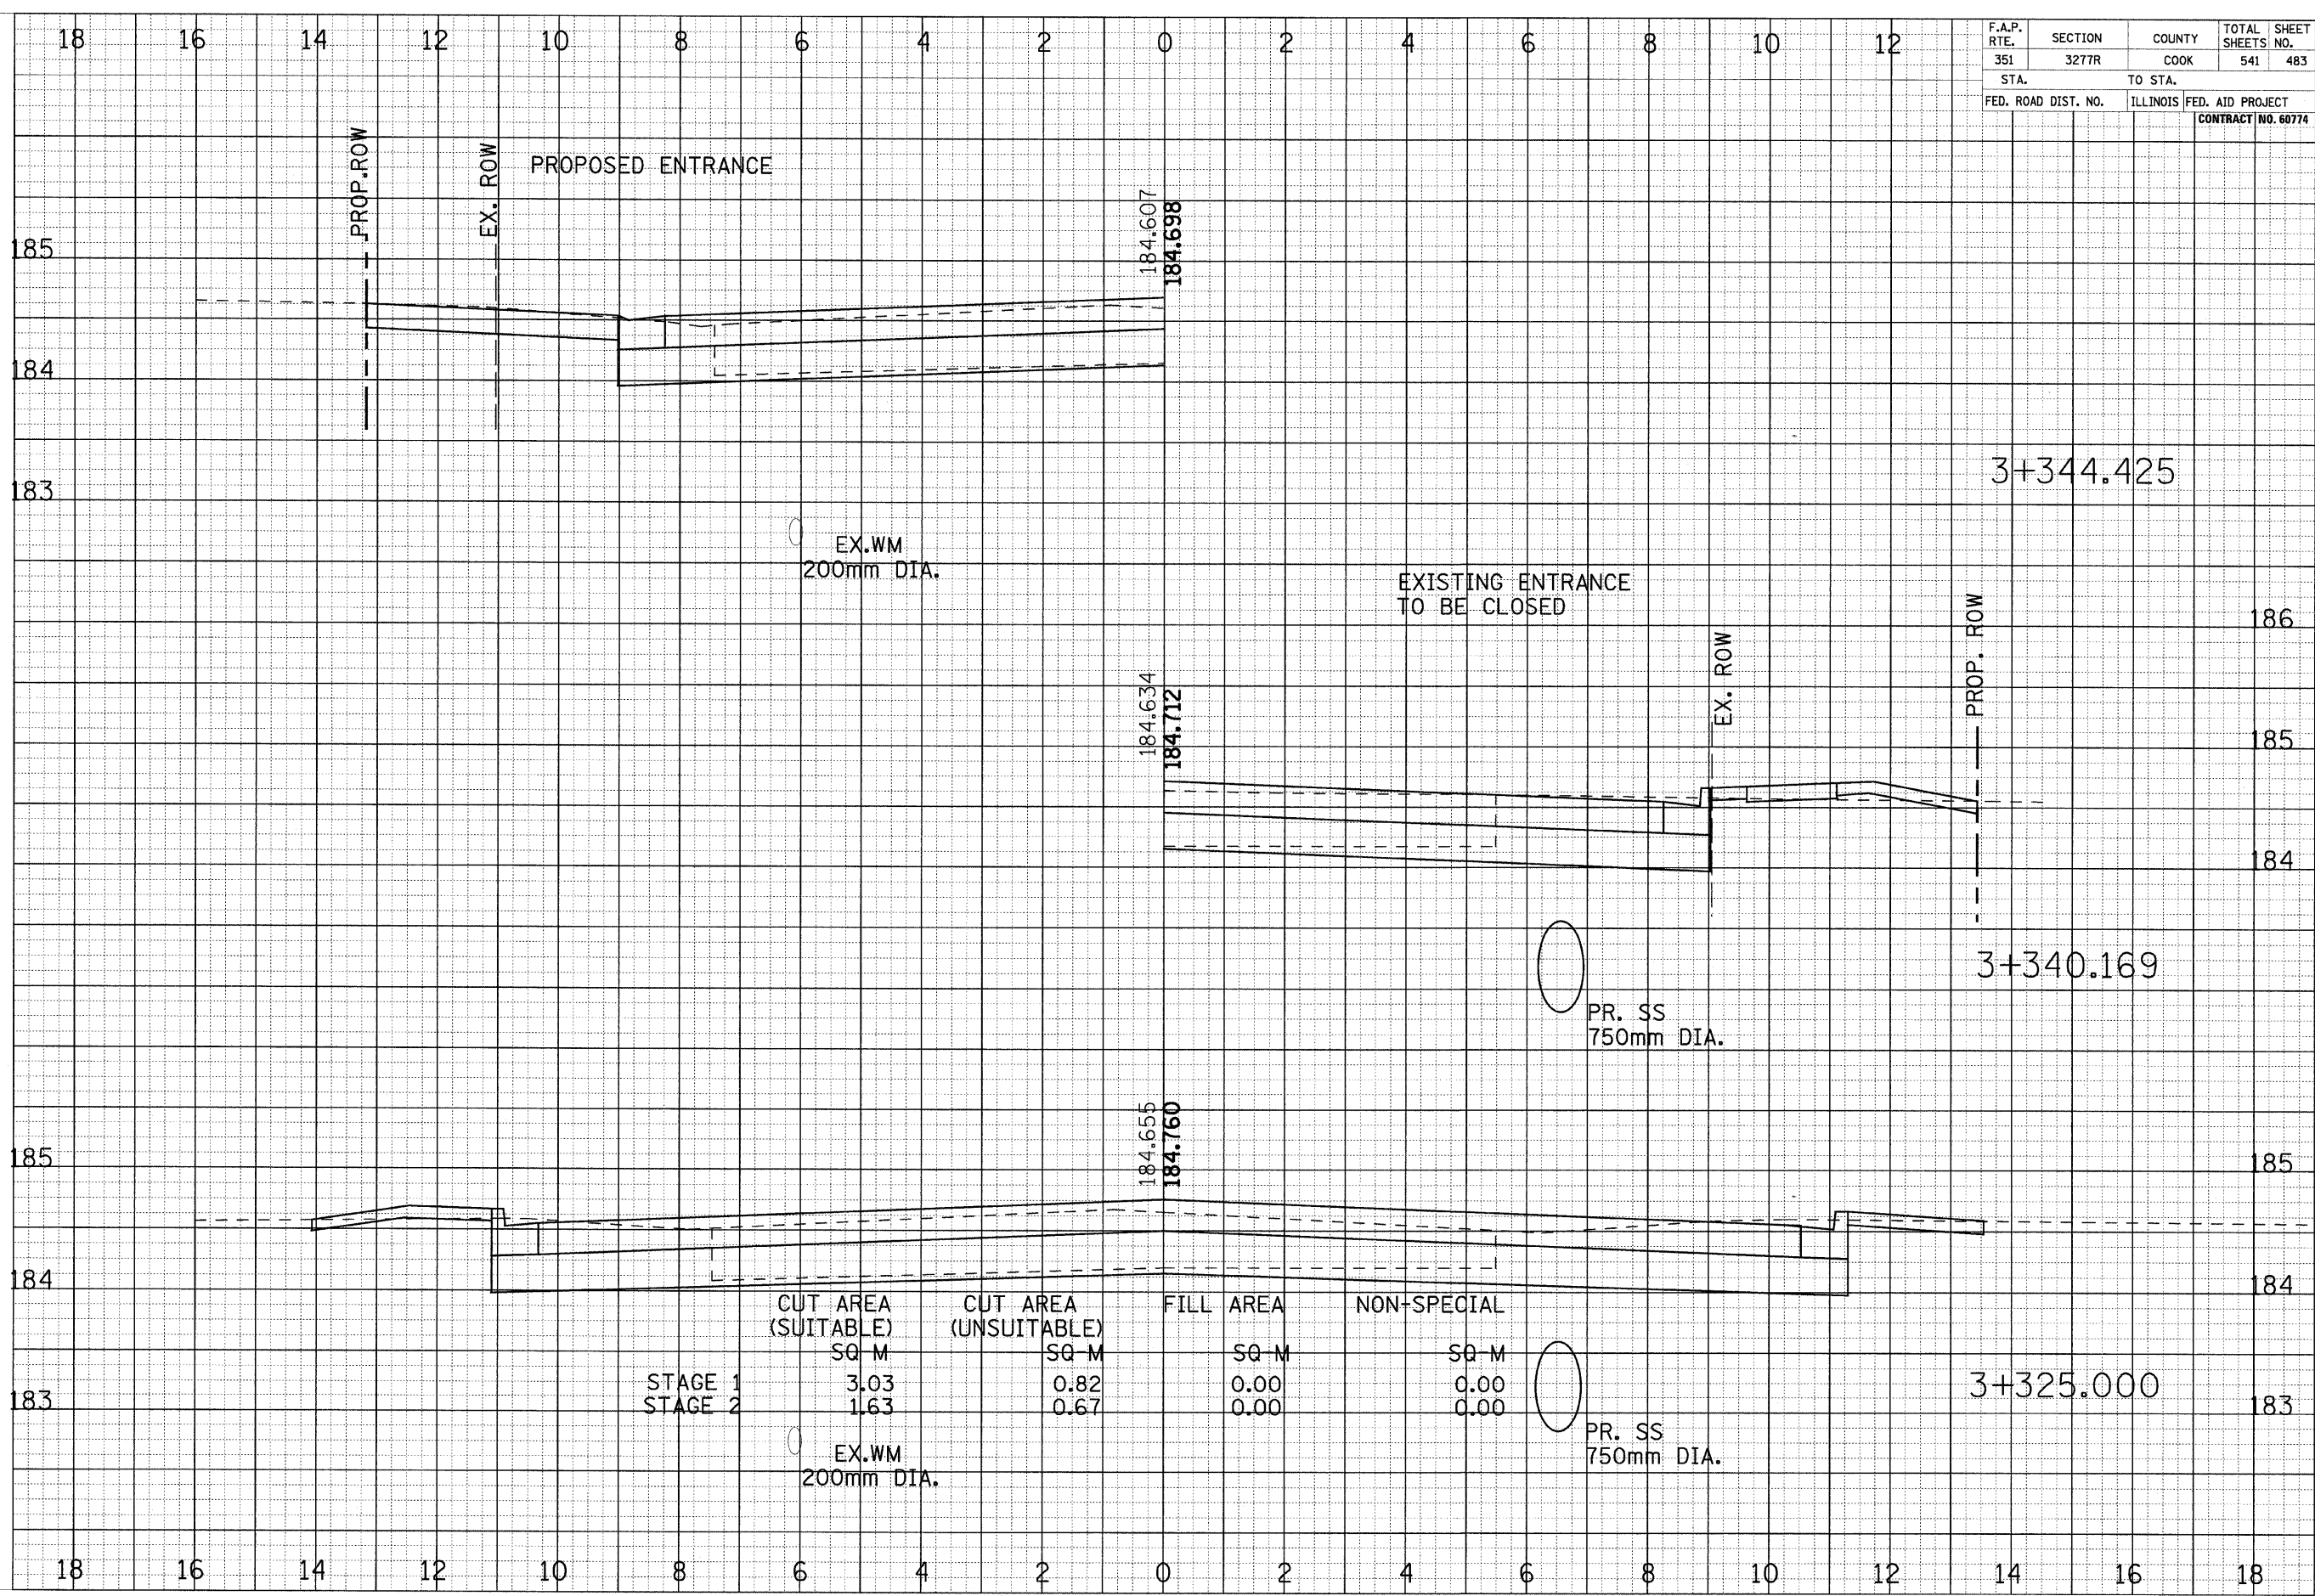 18 16 14 12 10 8 6 4 2 0 2 4 6 8 10 12
F.A.P. RTE. SECTION COUNTY TOTAL SHEETS SHEET NO.
351 3277R COOK 541 483
STA. TO STA.
FED. ROAD DIST. NO. ILLINOIS FED. AID PROJECT
CONTRACT NO. 60774
PROP.ROW
EX. ROW
PROPOSED ENTRANCE
184.607
184.698
185
184
183
3+344.425
EX.WM
200mm DIA.
EXISTING ENTRANCE
TO BE CLOSED
184.634
184.712
EX. ROW
PROP. ROW
186
185
184
3+340.169
PR. SS
750mm DIA.
184.655
184.760
185 185
184 184
CUT AREA CUT AREA FILL AREA NON-SPECIAL
(SUITABLE) (UNSUITABLE)
SQ M SQ M SQ M SQ M
STAGE 1 3.03 0.82 0.00 0.00
STAGE 2 1.63 0.67 0.00 0.00
3+325.000
183 183
EX.WM
200mm DIA.
PR. SS
750mm DIA.
18 16 14 12 10 8 6 4 2 0 2 4 6 8 10 12 14 16 18